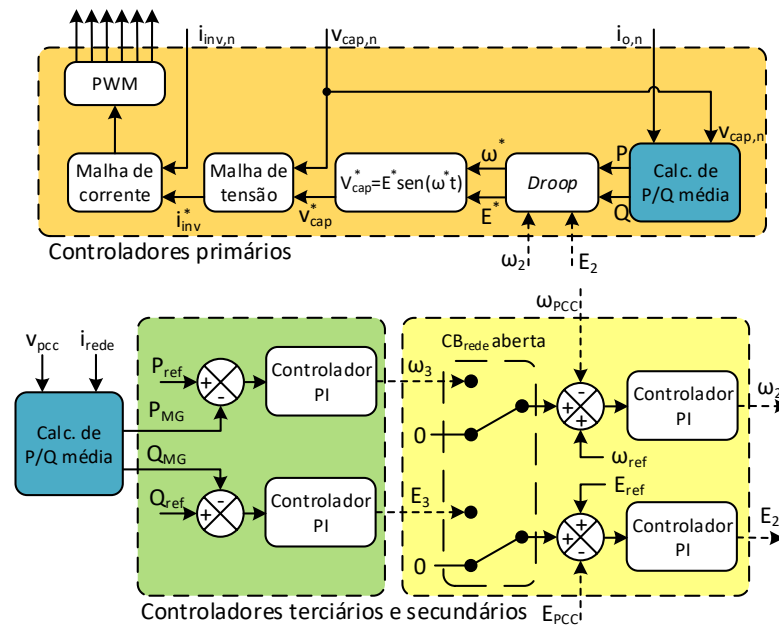 i_inv,n
v_cap,n
i_o,n
PWM
v_cap,n
Malha de
corrente
i*_inv
Malha de
tensão
v*_cap
V*_cap=E*sen(ω*t)
ω*
E*
Droop
P
Q
Calc. de
P/Q média
Controladores primários
ω_2
E_2
v_pcc
i_rede
Calc. de
P/Q média
P_ref
+
-
P_MG
Q_MG
Q_ref
+
-
Controlador
PI
Controlador
PI
ω_3
E_3
CB_rede aberta
0
0
ω_PCC
-
+
+
ω_ref
E_ref
+
+
-
E_PCC
Controlador
PI
Controlador
PI
ω_2
E_2
Controladores terciários e secundários